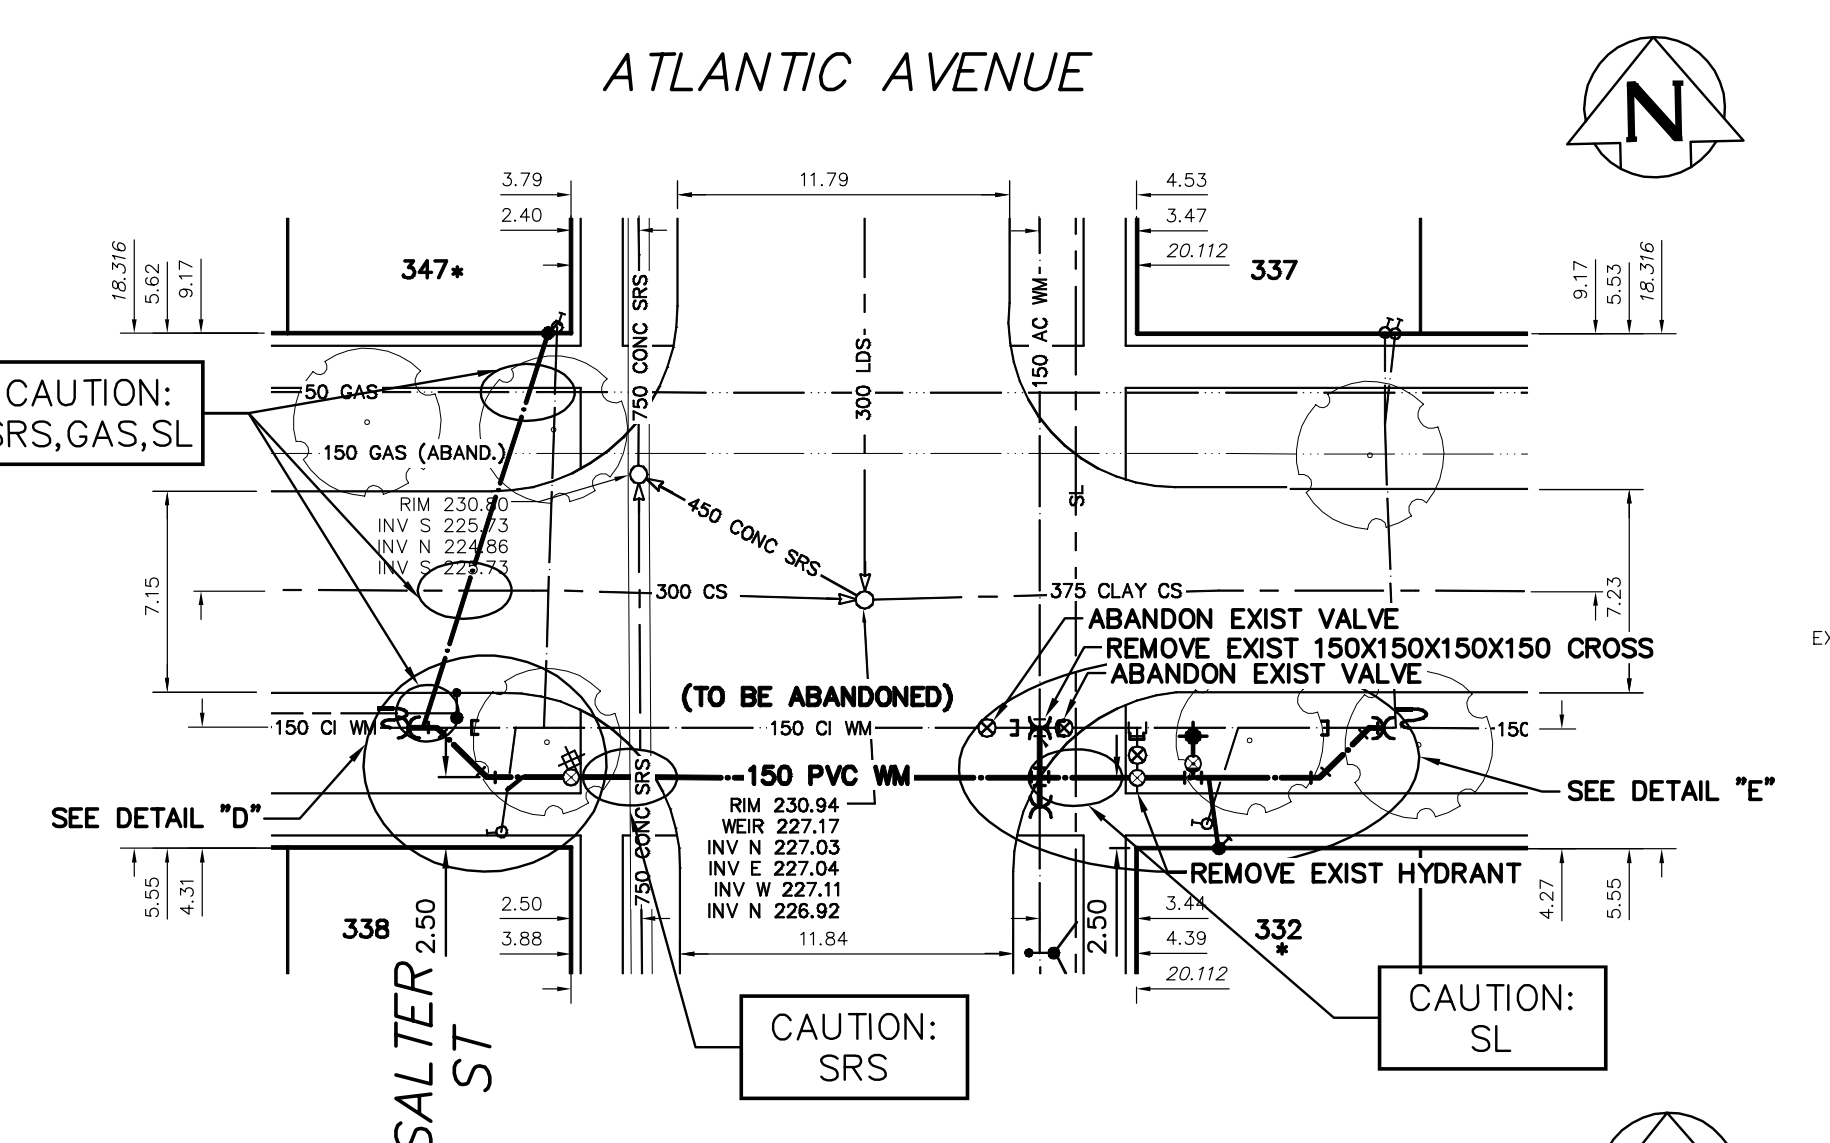 ATLANTIC AVENUE
N
3.79
11.79
4.53
2.40
3.47
20.112
347*
337
18.316
5.62
9.17
9.17
5.53
18.316
750 CONC SRS
300 LDS
150 AC WM
CAUTION:
SRS,GAS,SL
50 GAS
150 GAS (ABAND.)
RIM 230.80
INV S 225.73
INV N 224.86
INV S 225.73
450 CONC SRS
SL
7.15
300 CS
375 CLAY CS
7.23
ABANDON EXIST VALVE
REMOVE EXIST 150X150X150X150 CROSS
ABANDON EXIST VALVE
(TO BE ABANDONED)
150 CI WM
150 CI WM
150
150 PVC WM
SEE DETAIL "D"
SEE DETAIL "E"
RIM 230.94
WEIR 227.17
INV N 227.03
INV E 227.04
INV W 227.11
INV N 226.92
750 CONC SRS
REMOVE EXIST HYDRANT
5.55
4.31
338
2.50
2.50
3.88
11.84
2.50
3.44
4.39
20.112
332
*
4.27
5.55
SALTER
ST
CAUTION:
SRS
CAUTION:
SL